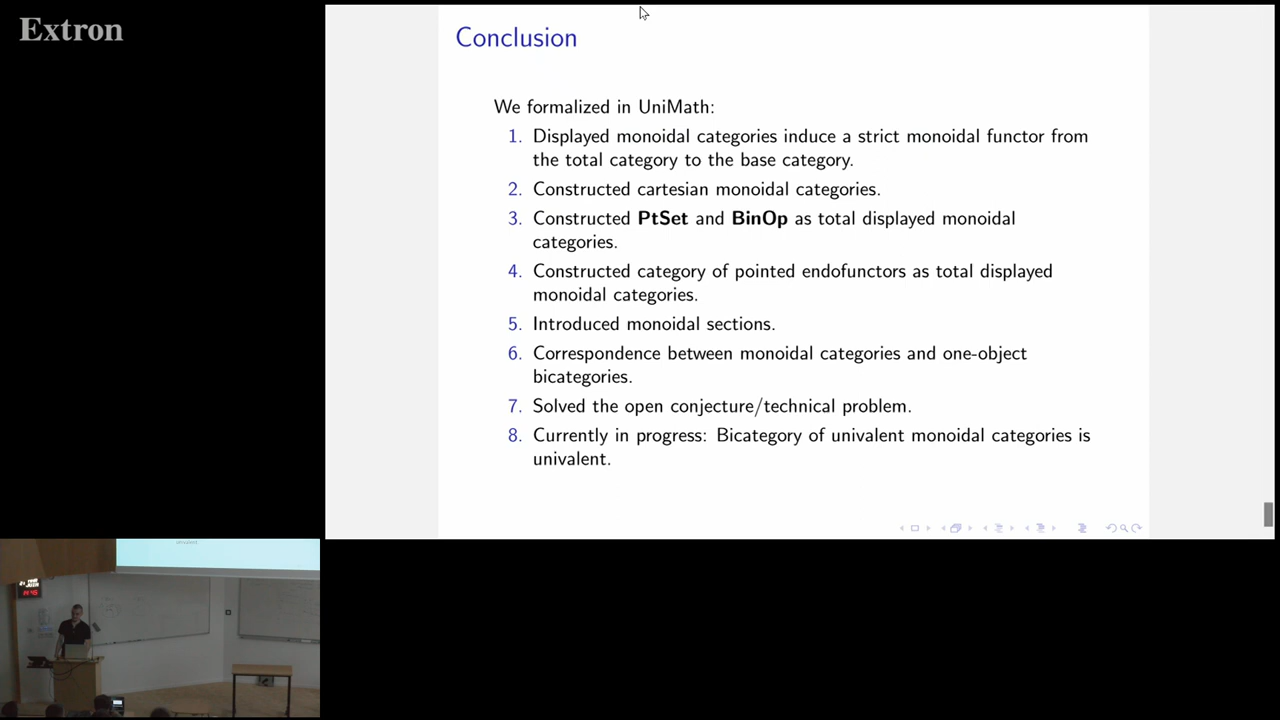 Extron
Conclusion
We formalized in UniMath:
1. Displayed monoidal categories induce a strict monoidal functor from
the total category to the base category.
2. Constructed cartesian monoidal categories.
3. Constructed PtSet and BinOp as total displayed monoidal
categories.
4. Constructed category of pointed endofunctors as total displayed
monoidal categories.
5. Introduced monoidal sections.
6. Correspondence between monoidal categories and one-object
bicategories.
7. Solved the open conjecture/technical problem.
8. Currently in progress: Bicategory of univalent monoidal categories is
univalent.